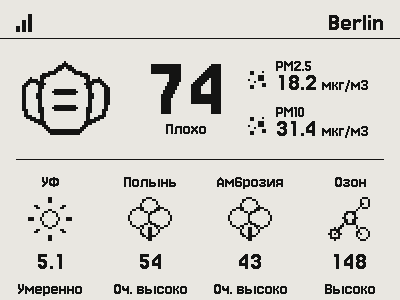 Berlin
74
Плохо
PM2.5
18.2 мкг/м3
PM10
31.4 мкг/м3
УФ
Полынь
Амброзия
Озон
5.1
54
43
148
Умеренно
Оч. высоко
Оч. высоко
Высоко